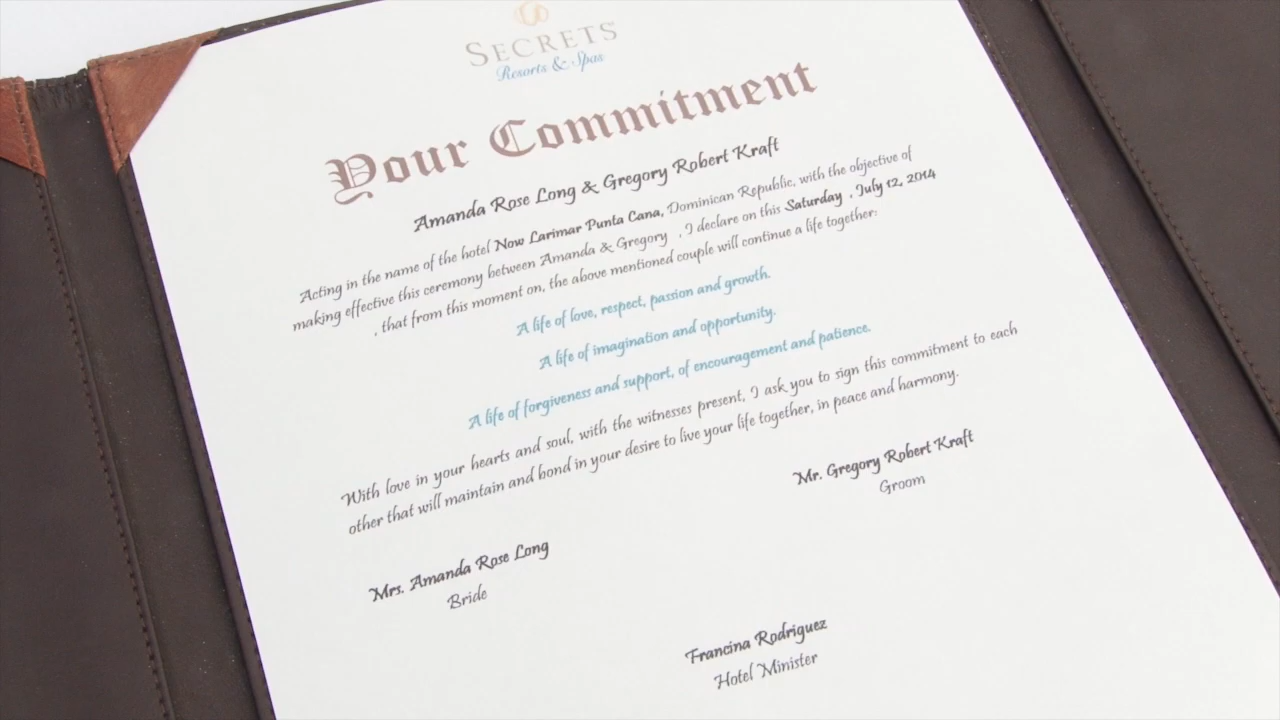 SECRETS
Resorts & Spas
Your Commitment
Amanda Rose Long & Gregory Robert Kraft
Acting in the name of the hotel Now Larimar Punta Cana, Dominican Republic, with the objective of
making effective this ceremony between Amanda & Gregory , I declare on this Saturday , July 12, 2014
, that from this moment on, the above mentioned couple will continue a life together:
A life of love, respect, passion and growth.
A life of imagination and opportunity.
A life of forgiveness and support, of encouragement and patience.
With love in your hearts and soul, with the witnesses present, I ask you to sign this commitment to each
other that will maintain and bond in your desire to live your life together, in peace and harmony.
Mr. Gregory Robert Kraft
Groom
Mrs. Amanda Rose Long
Bride
Francina Rodriguez
Hotel Minister